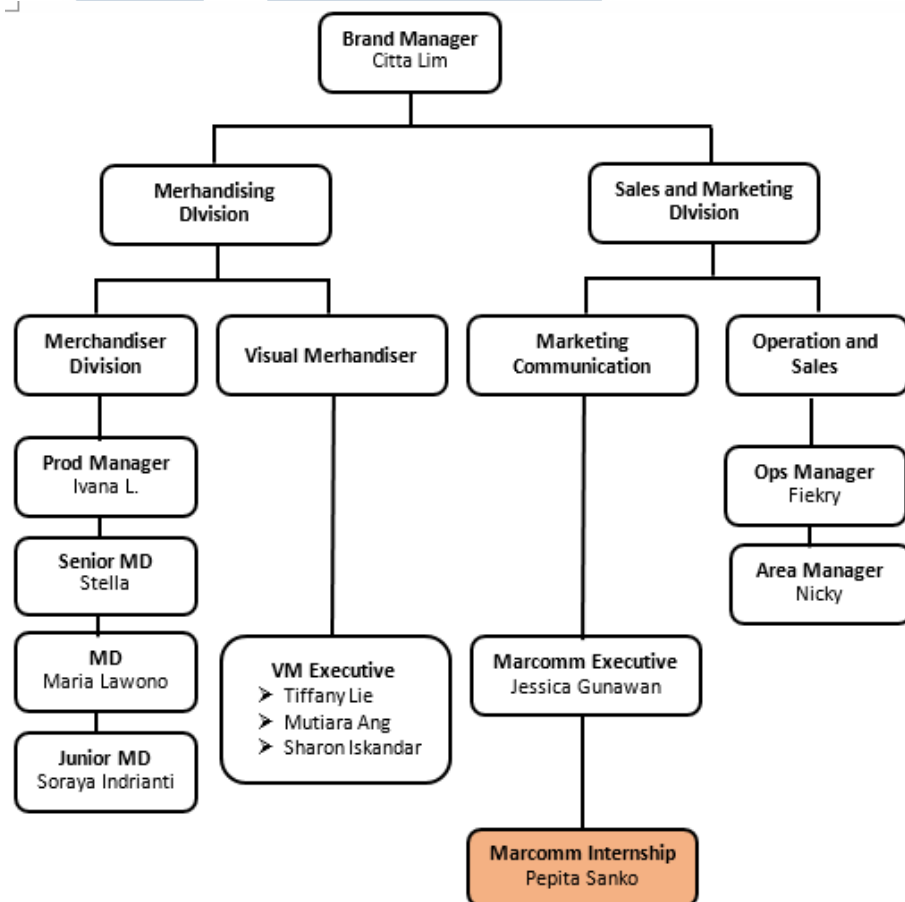 Brand Manager
Citta Lim
Merhandising
DIvision
Sales and Marketing
DIvision
Merchandiser
Division
Visual Merhandiser
Marketing
Communication
Operation and
Sales
Prod Manager
Ivana L.
Senior MD
Stella
MD
Maria Lawono
Junior MD
Soraya Indrianti
VM Executive
➢ Tiffany Lie
➢ Mutiara Ang
➢ Sharon Iskandar
Marcomm Executive
Jessica Gunawan
Marcomm Internship
Pepita Sanko
Ops Manager
Fiekry
Area Manager
Nicky